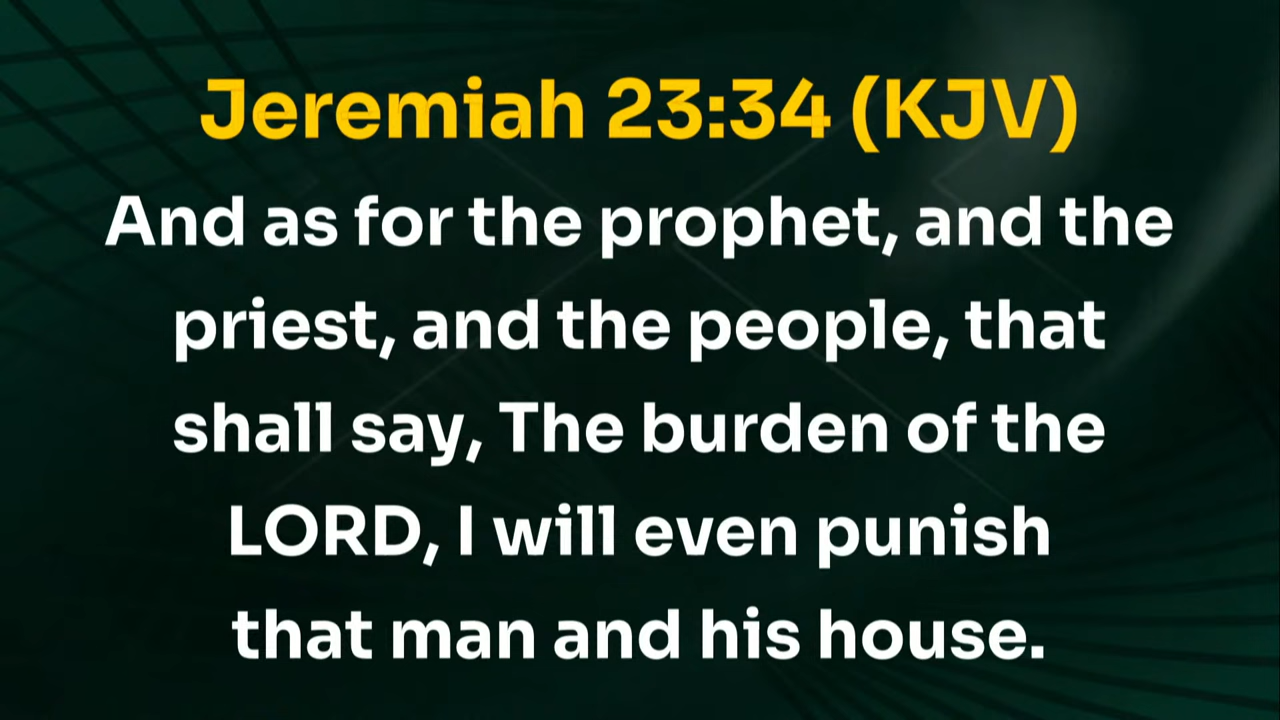 Jeremiah 23:34 (KJV)
And as for the prophet, and the
priest, and the people, that
shall say, The burden of the
LORD, I will even punish
that man and his house.